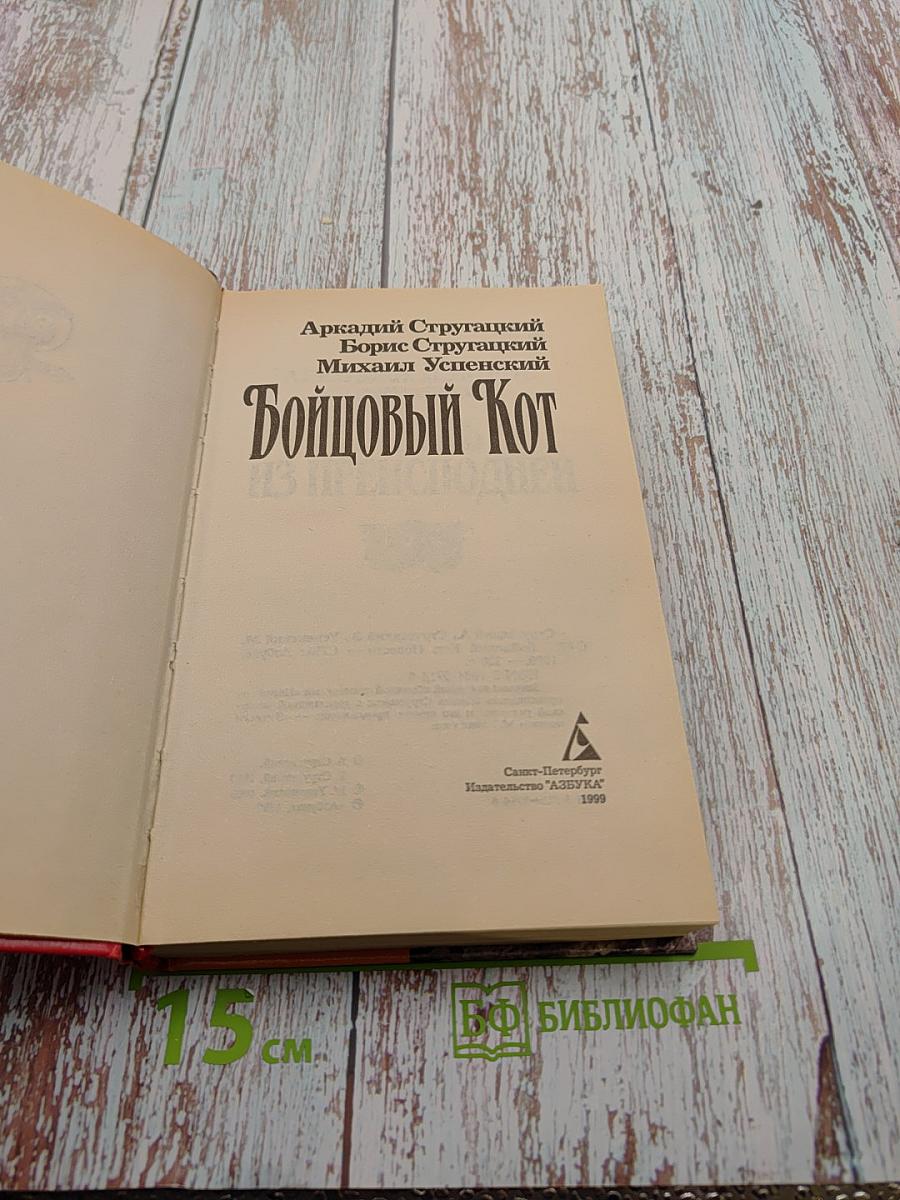 Аркадий Стругацкий
Борис Стругацкий
Михаил Успенский
Бойцовый Кот
Санкт-Петербург
Издательство "АЗБУКА"
1999
15 см
БФ БИБЛИОФАН